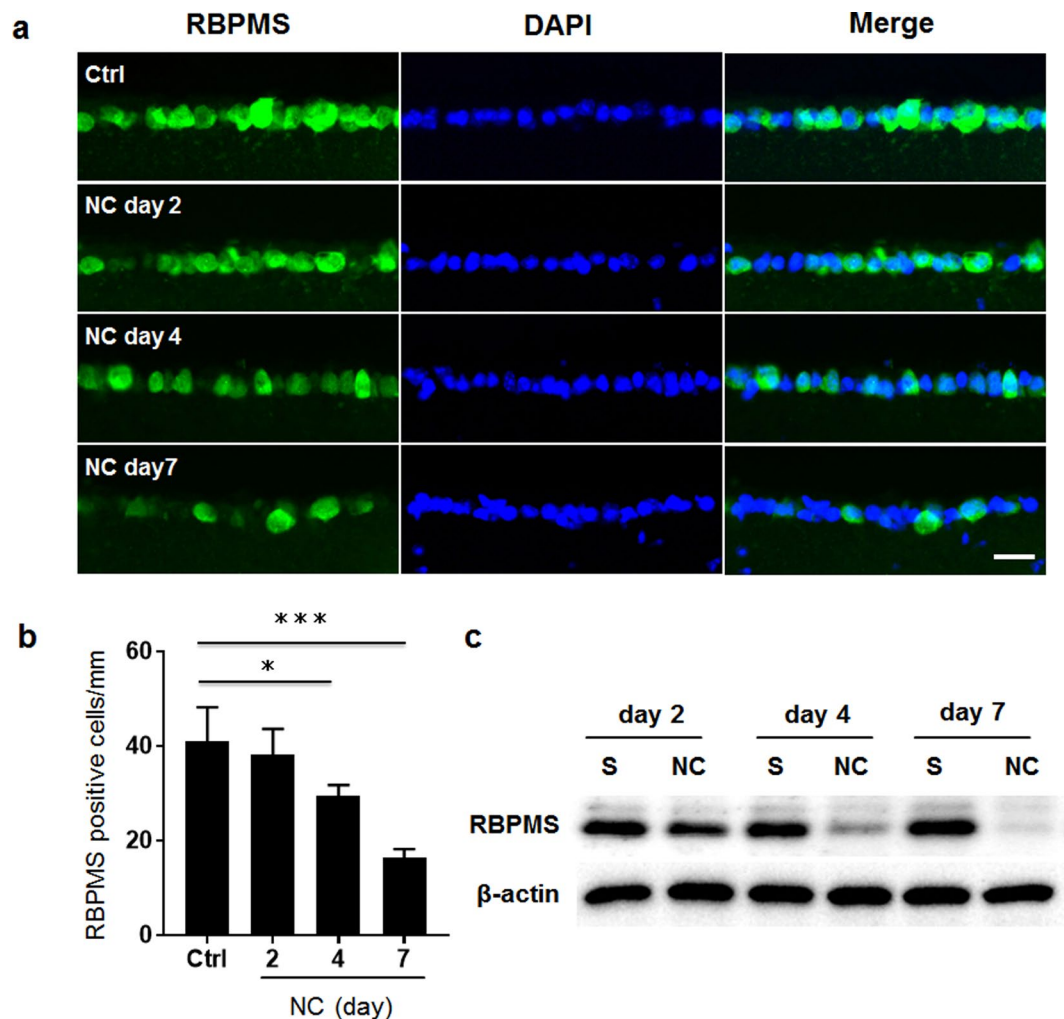 a
RBPMS DAPI Merge
Ctrl
NC day 2
NC day 4
NC day7
b
***
*
RBPMS positive cells/mm
60
40
20
0
Ctrl 2 4 7
NC (day)
c
day 2 day 4 day 7
S NC S NC S NC
RBPMS
β-actin